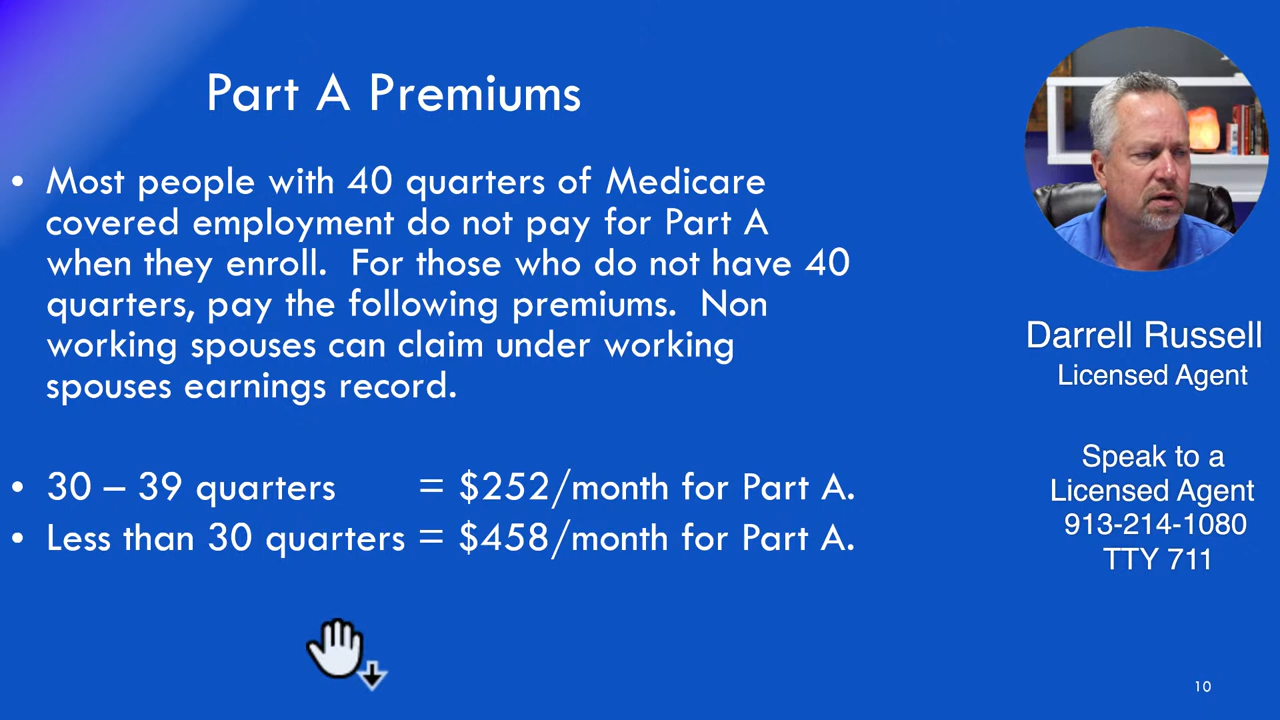 Part A Premiums
• Most people with 40 quarters of Medicare
covered employment do not pay for Part A
when they enroll.  For those who do not have 40
quarters, pay the following premiums.  Non
working spouses can claim under working
spouses earnings record.
• 30 – 39 quarters = $252/month for Part A.
• Less than 30 quarters = $458/month for Part A.
Darrell Russell
Licensed Agent
Speak to a
Licensed Agent
913-214-1080
TTY 711
10